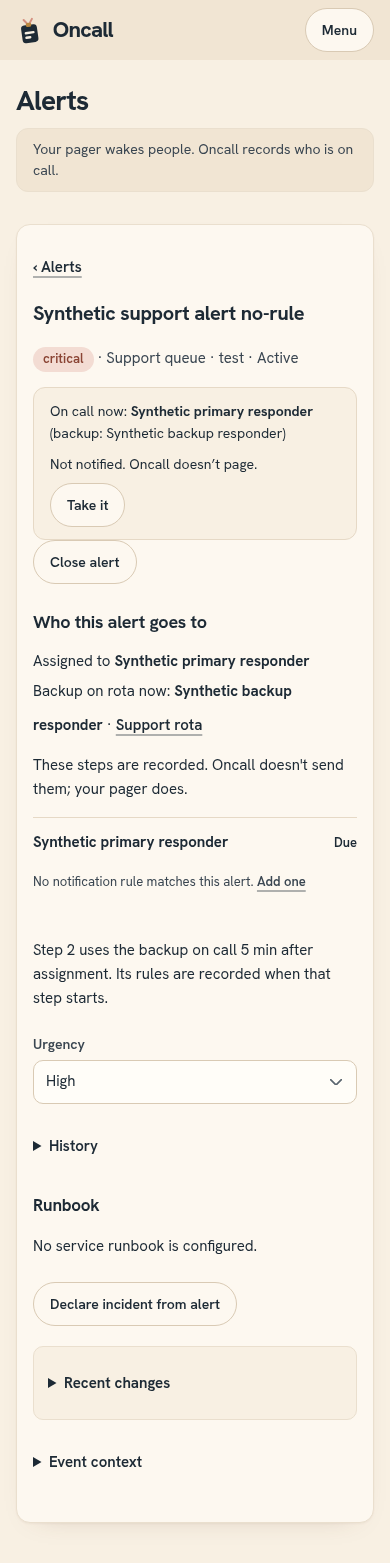 Oncall
Menu
Alerts
Your pager wakes people. Oncall records who is on
call.
‹ Alerts
Synthetic support alert no-rule
critical · Support queue · test · Active
On call now: Synthetic primary responder
(backup: Synthetic backup responder)
Not notified. Oncall doesn’t page.
Take it
Close alert
Who this alert goes to
Assigned to Synthetic primary responder
Backup on rota now: Synthetic backup
responder · Support rota
These steps are recorded. Oncall doesn't send
them; your pager does.
Synthetic primary responder Due
No notification rule matches this alert. Add one
Step 2 uses the backup on call 5 min after
assignment. Its rules are recorded when that
step starts.
Urgency
High
History
Runbook
No service runbook is configured.
Declare incident from alert
Recent changes
Event context